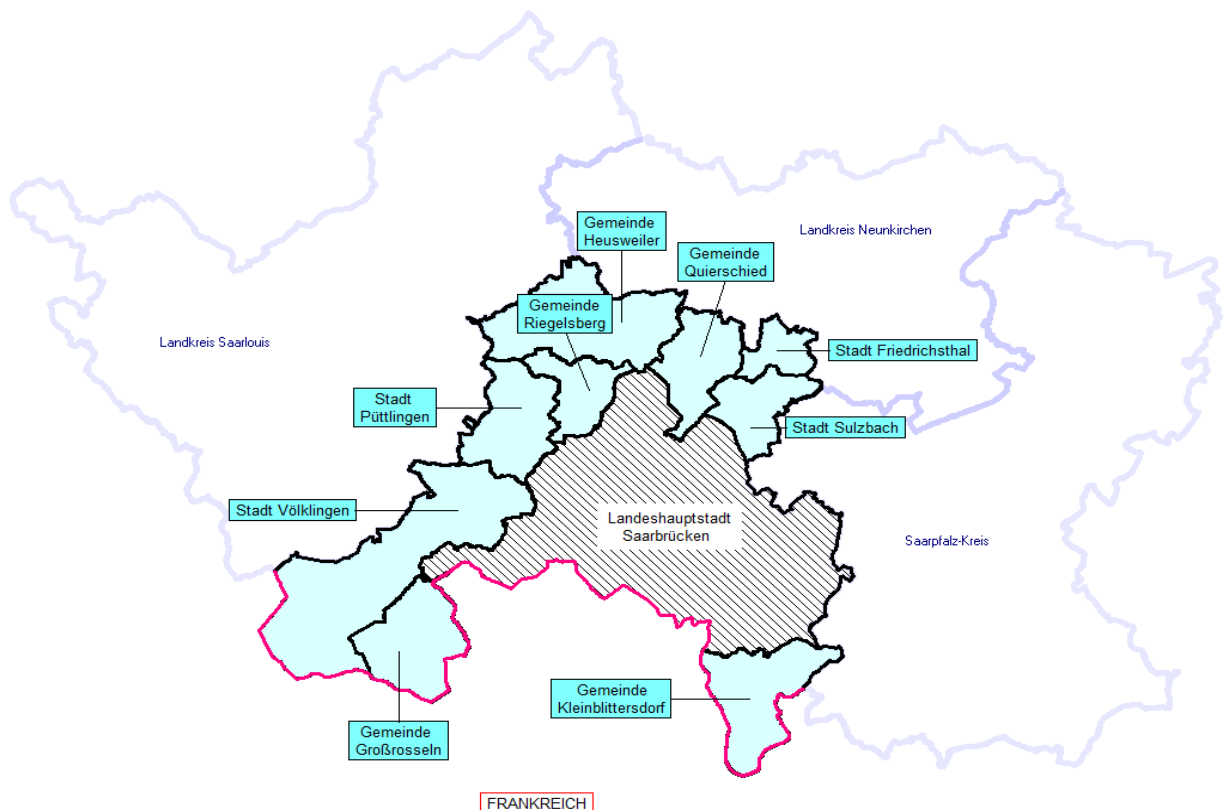 Gemeinde
Heusweiler
Landkreis Neunkirchen
Gemeinde
Quierschied
Gemeinde
Riegelsberg
Landkreis Saarlouis
Stadt Friedrichsthal
Stadt
Püttlingen
Stadt Sulzbach
Stadt Völklingen
Landeshauptstadt
Saarbrücken
Saarpfalz-Kreis
Gemeinde
Kleinblittersdorf
Gemeinde
Großrosseln
FRANKREICH